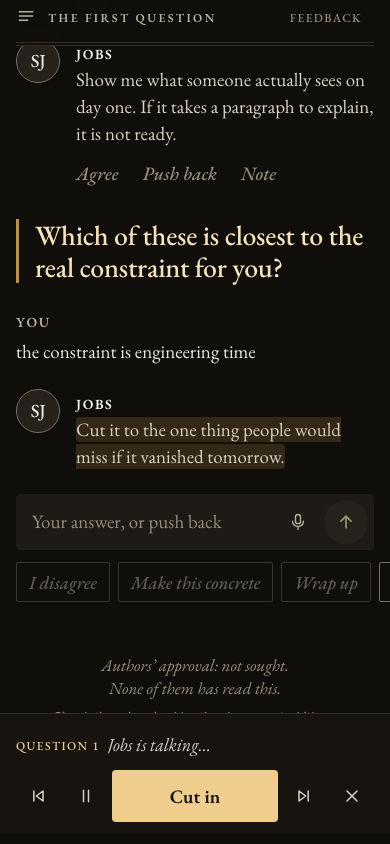 THE FIRST QUESTION
FEEDBACK
SJ
JOBS
Show me what someone actually sees on
day one. If it takes a paragraph to explain,
it is not ready.
Agree Push back Note
Which of these is closest to the
real constraint for you?
YOU
the constraint is engineering time
SJ
JOBS
Cut it to the one thing people would
miss if it vanished tomorrow.
Your answer, or push back
I disagree Make this concrete Wrap up
Authors’ approval: not sought.
None of them has read this.
QUESTION 1 Jobs is talking...
Cut in